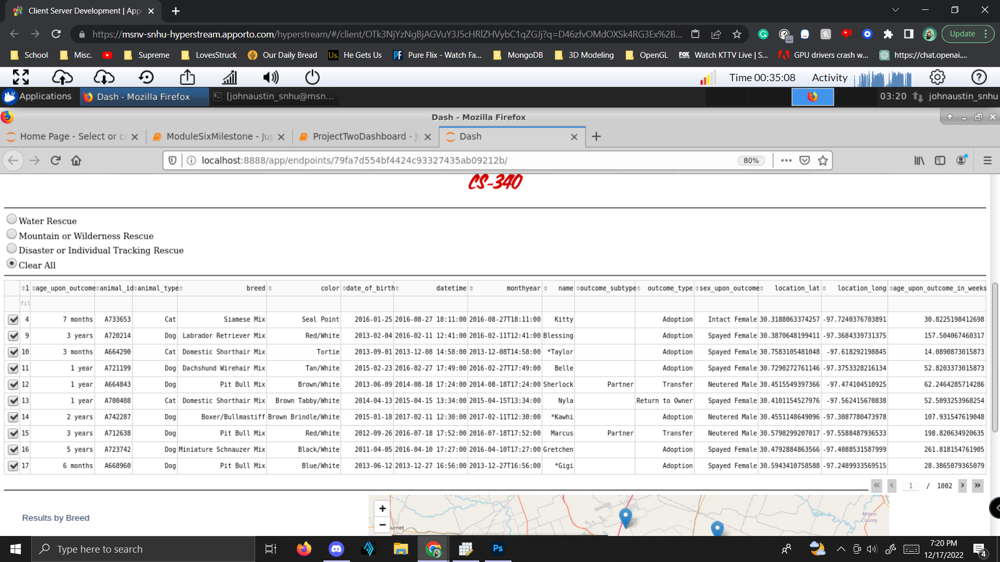 Client Server Development | Appo
https://msnv-snhu-hyperstream.apporto.com/hyperstream/#/client/OTk3NjYzNgBjAGVuY3J5cHRlZHVybC1qZGJj?q=D46zfvOMdOXSk4RG3Ex%2B...
Update
School Misc. Supreme LovesStruck Our Daily Bread Us. He Gets Us PF Pure Flix - Watch Fa... MongoDB 3D Modeling OpenGL FOX Watch KTTV Live | S... GPU drivers crash w... https://chat.openai....
Time 00:35:08 Activity
Applications Dash - Mozilla Firefox [johnaustin_snhu@msn... 03:20 johnaustin_snhu
Dash - Mozilla Firefox
Home Page - Select or cr ModuleSixMilestone - Jup ProjectTwoDashboard - Ju Dash
localhost:8888/app/endpoints/79fa7d554bf4424c93327435ab09212b/ 80%
CS-340
Water Rescue
Mountain or Wilderness Rescue
Disaster or Individual Tracking Rescue
Clear All
1 age_upon_outcome animal_id animal_type breed color date_of_birth datetime monthyear name outcome_subtype outcome_type sex_upon_outcome location_lat location_long age_upon_outcome_in_weeks
fil
4 7 months A733653 Cat Siamese Mix Seal Point 2016-01-25 2016-08-27 18:11:00 2016-08-27T18:11:00 Kitty Adoption Intact Female 30.3188063374257 -97.7240376703891 30.8225198412698
9 3 years A720214 Dog Labrador Retriever Mix Red/White 2013-02-04 2016-02-11 12:41:00 2016-02-11T12:41:00 Blessing Adoption Spayed Female 30.3870648199411 -97.3684339731375 157.504067460317
10 3 months A664290 Cat Domestic Shorthair Mix Tortie 2013-09-01 2013-12-08 14:58:00 2013-12-08T14:58:00 *Taylor Adoption Spayed Female 30.7583105481048 -97.618292198845 14.0890873015873
11 1 year A721199 Dog Dachshund Wirehair Mix Tan/White 2015-02-23 2016-02-27 17:49:00 2016-02-27T17:49:00 Belle Adoption Spayed Female 30.7290272761146 -97.3753328216134 52.8203373015873
12 1 year A664843 Dog Pit Bull Mix Brown/White 2013-06-09 2014-08-18 17:24:00 2014-08-18T17:24:00 Sherlock Partner Transfer Neutered Male 30.4515549397366 -97.474104510925 62.2464285714286
13 1 year A700408 Cat Domestic Shorthair Mix Brown Tabby/White 2014-04-13 2015-04-15 13:34:00 2015-04-15T13:34:00 Nyla Return to Owner Spayed Female 30.4101154527976 -97.562415670838 52.5093253968254
14 2 years A742287 Dog Boxer/Bullmastiff Brown Brindle/White 2015-01-18 2017-02-11 12:30:00 2017-02-11T12:30:00 *Kawhi Adoption Neutered Male 30.4551148649096 -97.3087780473978 107.931547619048
15 3 years A712638 Dog Pit Bull Mix Red/White 2012-09-26 2016-07-18 17:52:00 2016-07-18T17:52:00 Marcus Partner Transfer Neutered Male 30.5798299207017 -97.5588487936533 198.820634920635
16 5 years A723742 Dog Miniature Schnauzer Mix Black/White 2011-04-05 2016-04-10 17:27:00 2016-04-10T17:27:00 Gretchen Adoption Spayed Female 30.4792884863566 -97.4088531587999 261.818154761905
17 6 months A668960 Dog Pit Bull Mix Blue/White 2013-06-12 2013-12-27 16:56:00 2013-12-27T16:56:00 *Gigi Adoption Spayed Female 30.5943410758588 -97.2489933569515 28.3865079365079
1 / 1002
Results by Breed
+
−
Milam
County
urnet
Type here to search
Ps
7:20 PM
12/17/2022
4